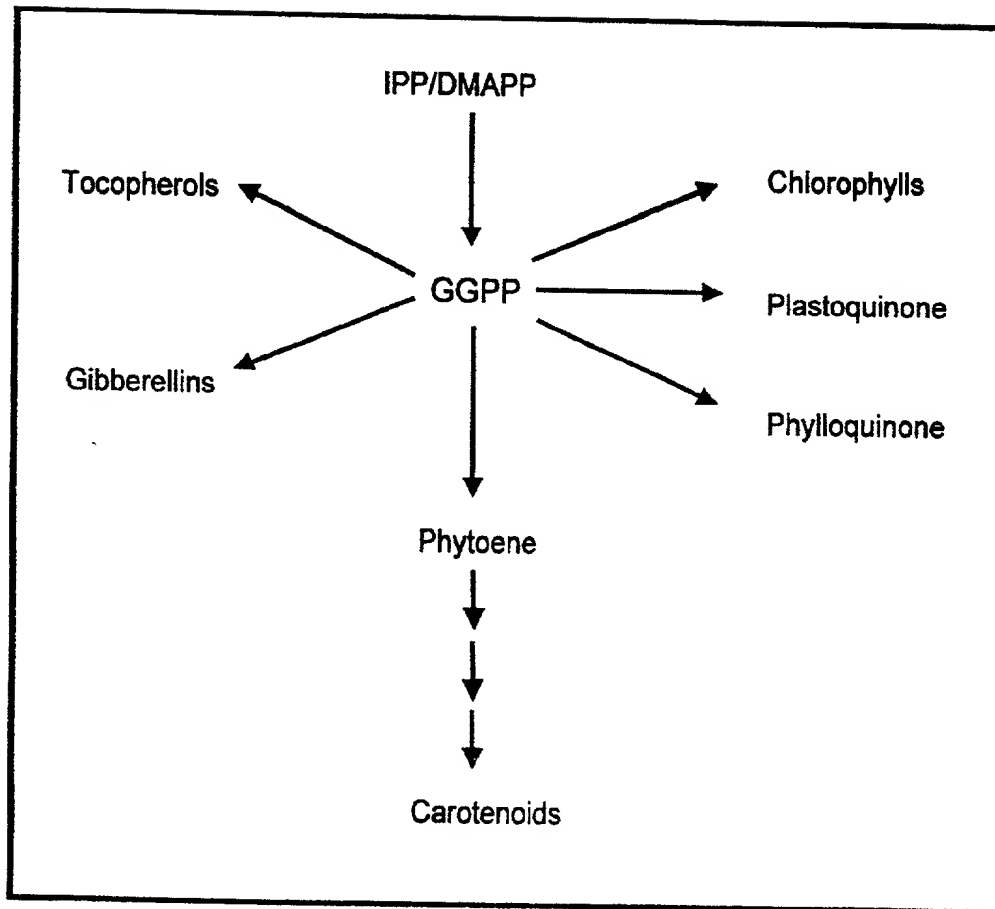 IPP/DMAPP
Tocopherols
Chlorophylls
GGPP
Plastoquinone
Gibberellins
Phylloquinone
Phytoene
Carotenoids